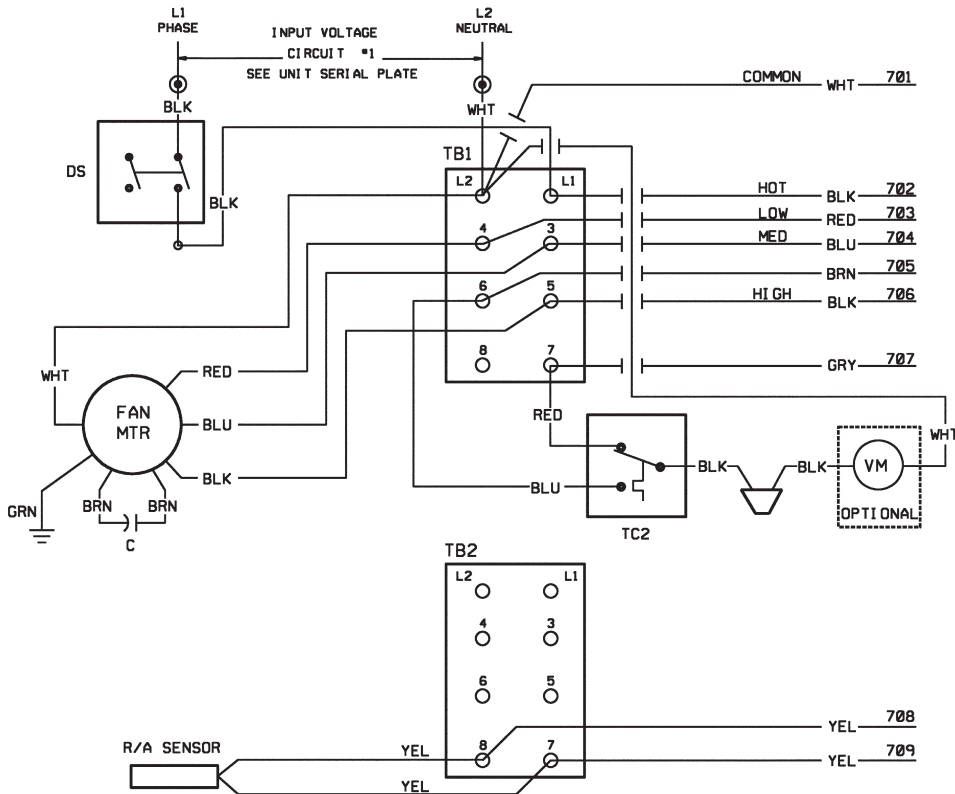 L1
PHASE
INPUT VOLTAGE
CIRCUIT #1
SEE UNIT SERIAL PLATE
L2
NEUTRAL
COMMON WHT 701
BLK
WHT
DS
BLK
TB1
L2 L1
HOT BLK 702
LOW RED 703
4 3
MED BLU 704
BRN 705
6 5
HIGH BLK 706
8 7
GRY 707
WHT
RED
FAN
MTR
BLU
BLK
GRN
BRN BRN
C
RED
BLU
TC2
BLK
BLK
VM
OPTIONAL
WHT
TB2
L2 L1
4 3
6 5
8 7
YEL 708
YEL 709
R/A SENSOR
YEL
YEL